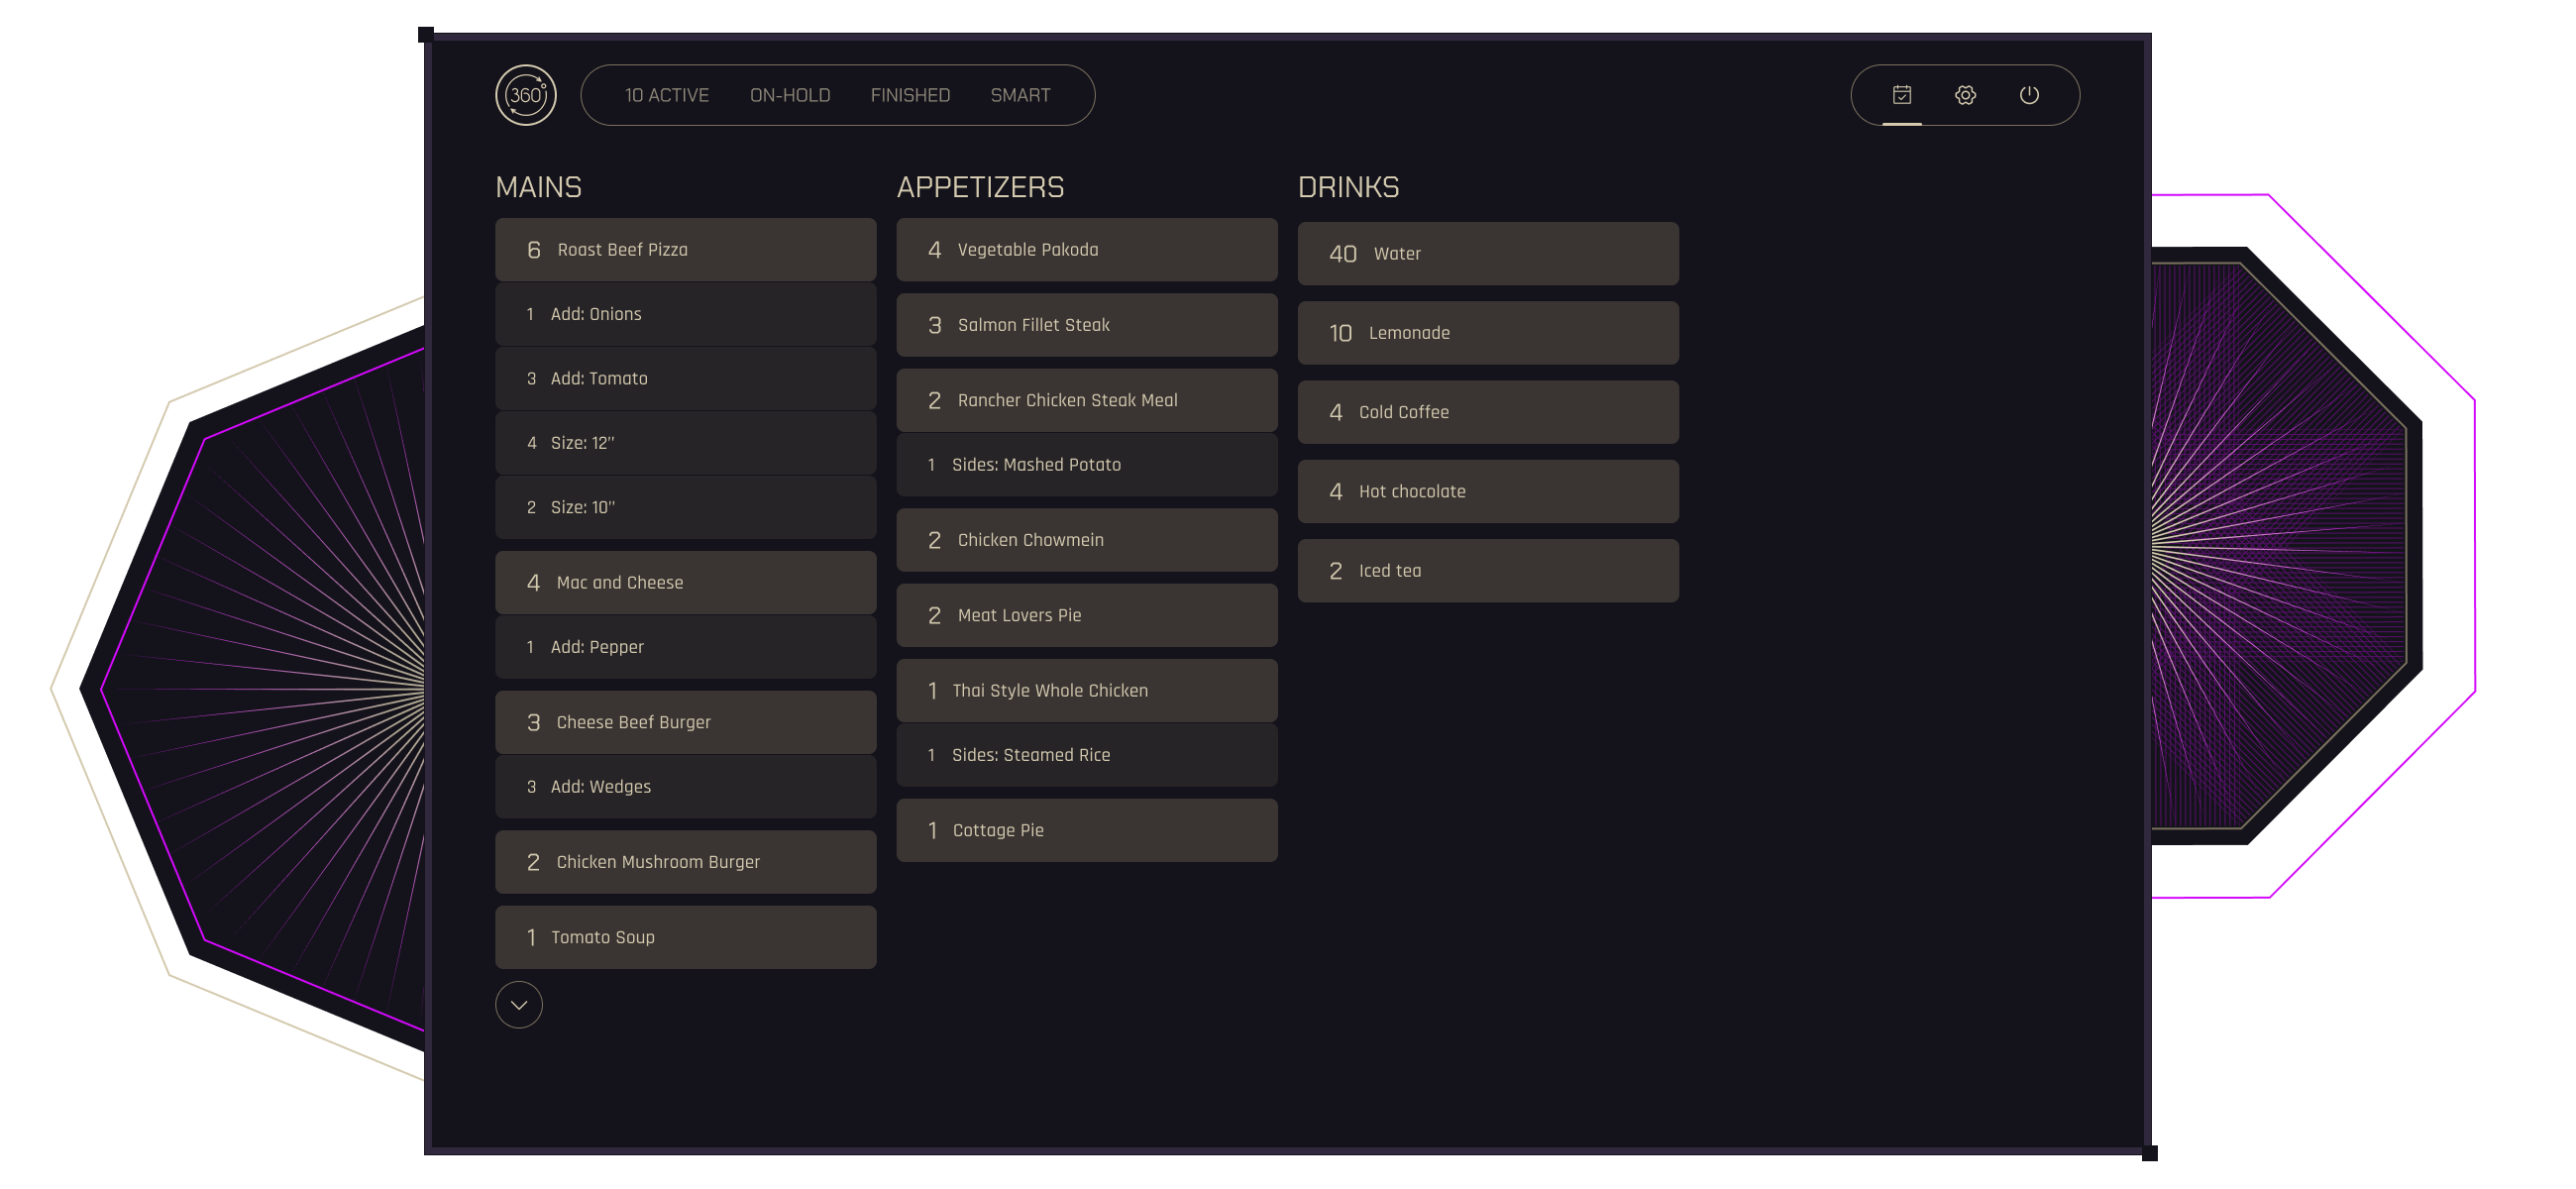 360°
10 ACTIVE ON-HOLD FINISHED SMART
MAINS
6 Roast Beef Pizza
1 Add: Onions
3 Add: Tomato
4 Size: 12"
2 Size: 10"
4 Mac and Cheese
1 Add: Pepper
3 Cheese Beef Burger
3 Add: Wedges
2 Chicken Mushroom Burger
1 Tomato Soup
APPETIZERS
4 Vegetable Pakoda
3 Salmon Fillet Steak
2 Rancher Chicken Steak Meal
1 Sides: Mashed Potato
2 Chicken Chowmein
2 Meat Lovers Pie
1 Thai Style Whole Chicken
1 Sides: Steamed Rice
1 Cottage Pie
DRINKS
40 Water
10 Lemonade
4 Cold Coffee
4 Hot chocolate
2 Iced tea